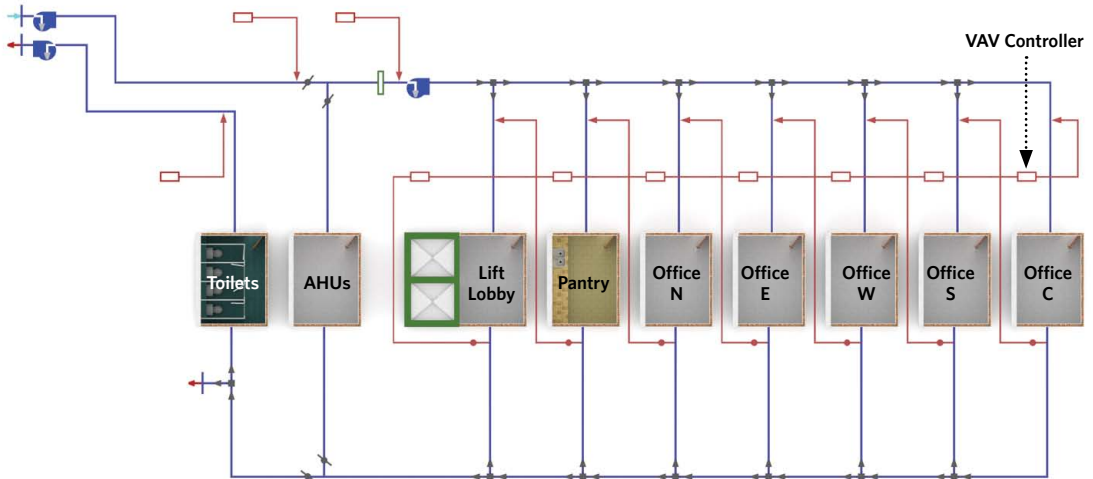 VAV Controller
Toilets
AHUs
Lift
Lobby
Pantry
Office
N
Office
E
Office
W
Office
S
Office
C